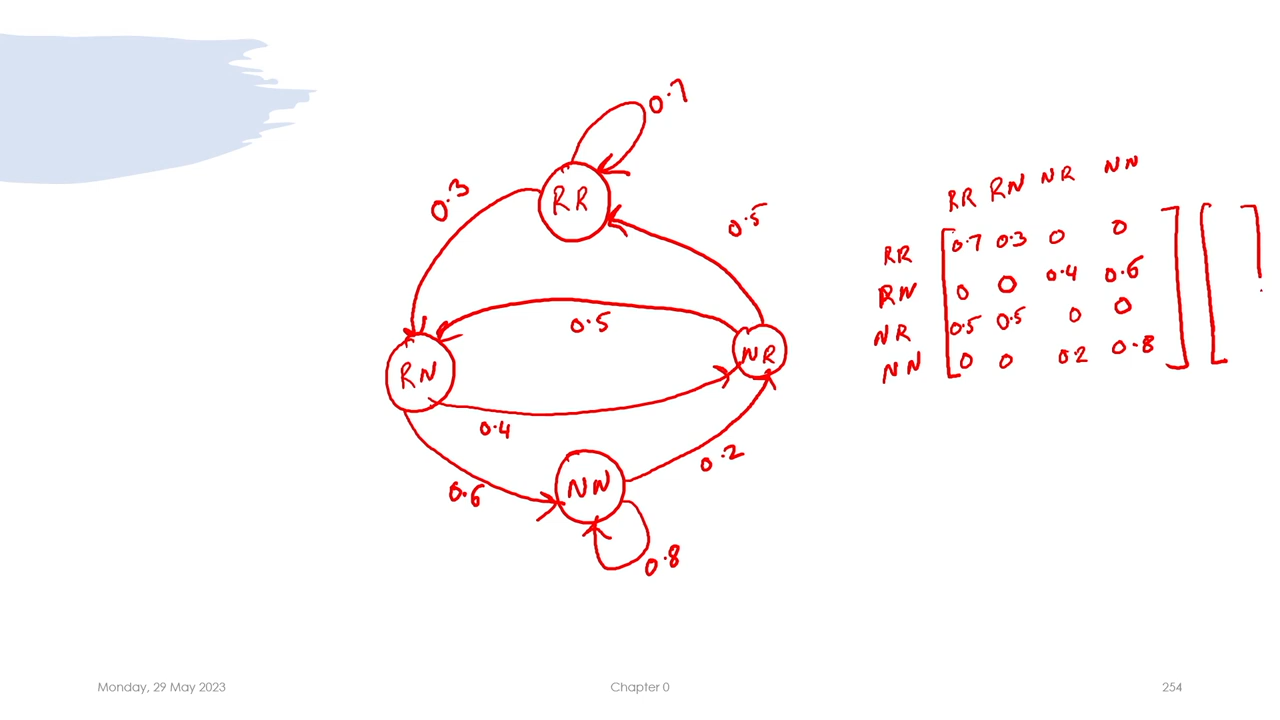 0.7
0.3
RR
0.5
0.5
RN
NR
0.4
0.6
NN
0.2
0.8
RR RN NR NN
RR 0.7 0.3 0 0
RN 0 0 0.4 0.6
NR 0.5 0.5 0 0
NN 0 0 0.2 0.8
Monday, 29 May 2023
Chapter 0
254